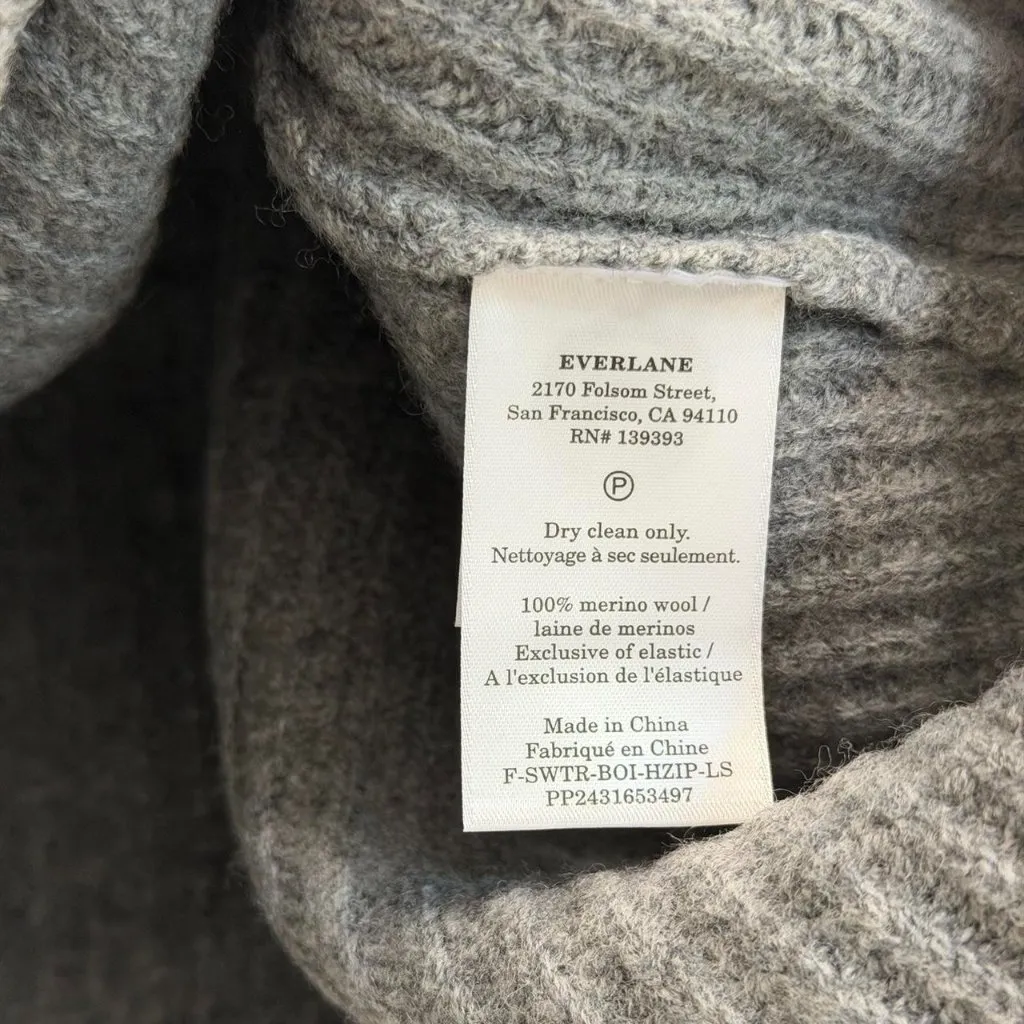 EVERLANE
2170 Folsom Street,
San Francisco, CA 94110
RN# 139393
P
Dry clean only.
Nettoyage à sec seulement.
100% merino wool /
laine de merinos
Exclusive of elastic /
A l'exclusion de l'élastique
Made in China
Fabriqué en Chine
F-SWTR-BOI-HZIP-LS
PP2431653497